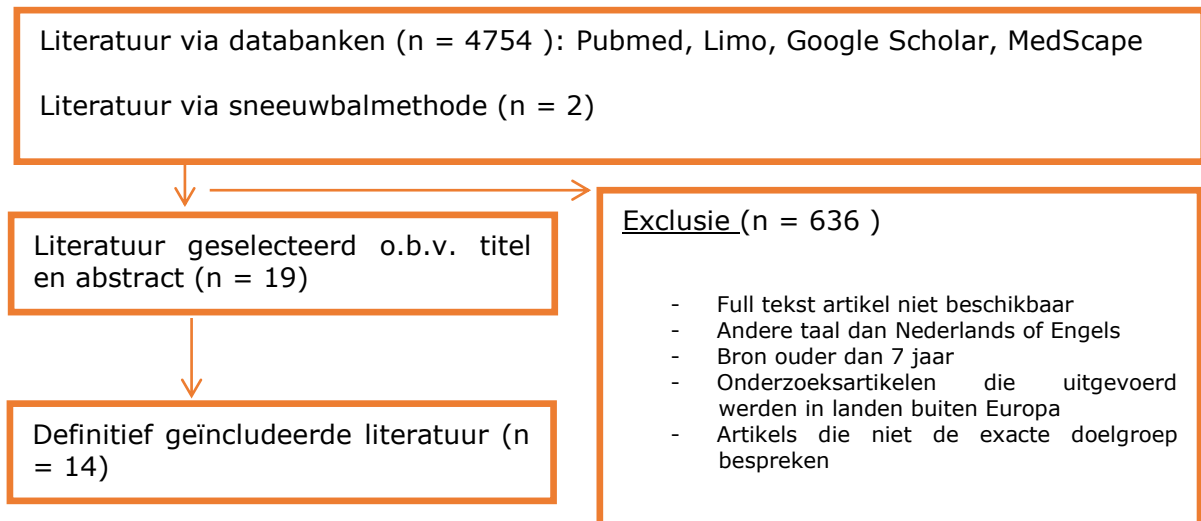 Literatuur via databanken (n = 4754 ): Pubmed, Limo, Google Scholar, MedScape
Literatuur via sneeuwbalmethode (n = 2)
Literatuur geselecteerd o.b.v. titel
en abstract (n = 19)
Exclusie (n = 636 )
- Full tekst artikel niet beschikbaar
- Andere taal dan Nederlands of Engels
- Bron ouder dan 7 jaar
- Onderzoeksartikelen die uitgevoerd
werden in landen buiten Europa
- Artikels die niet de exacte doelgroep
bespreken
Definitief geïncludeerde literatuur (n
= 14)